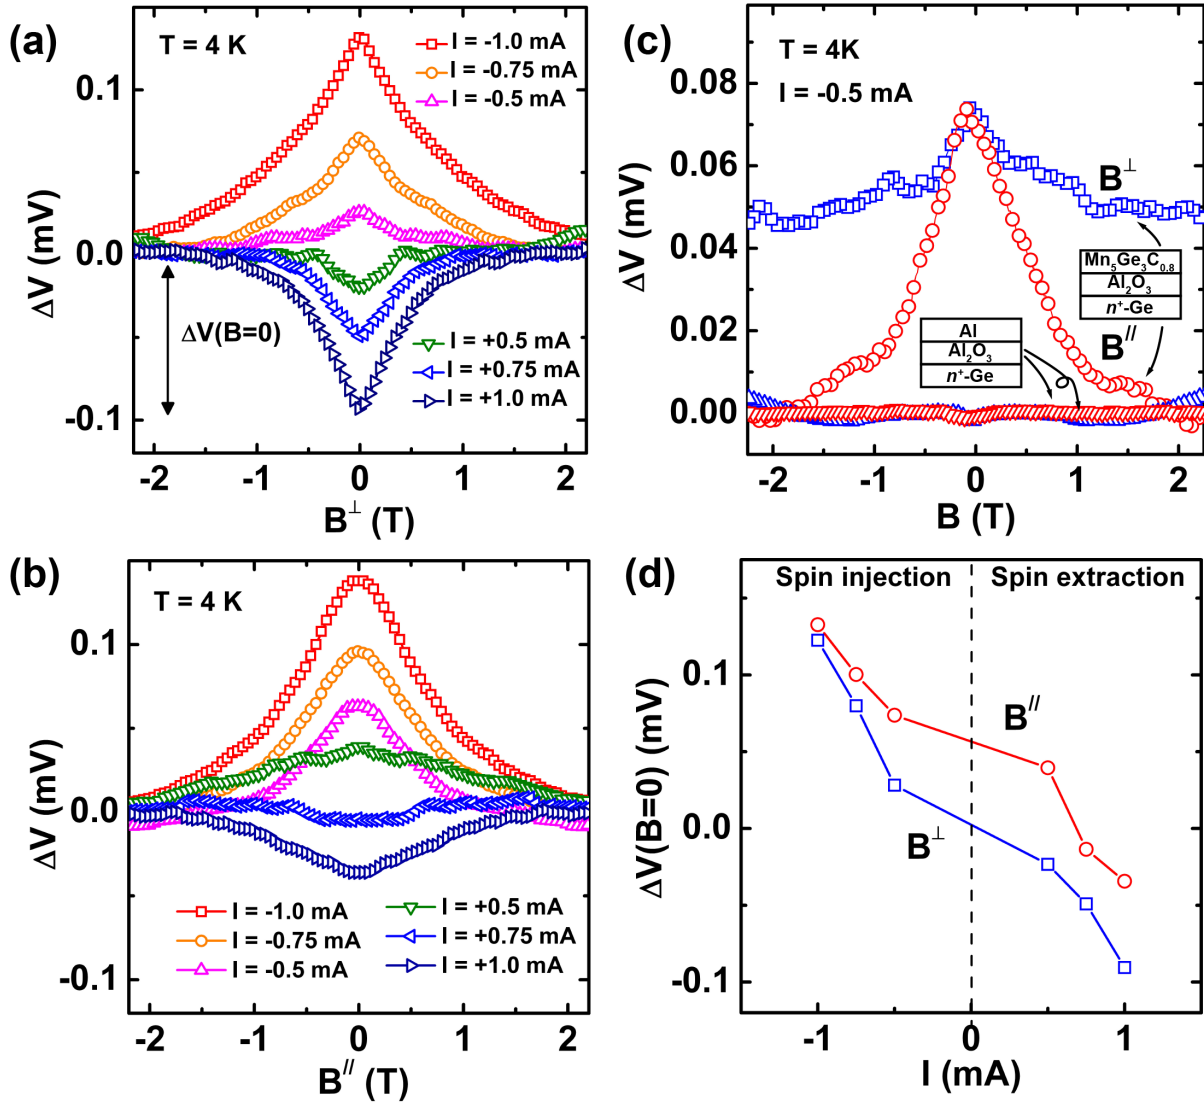 (a)
T = 4 K
I = -1.0 mA
I = -0.75 mA
I = -0.5 mA
0.1
0.0
-0.1
ΔV (mV)
ΔV(B=0)
I = +0.5 mA
I = +0.75 mA
I = +1.0 mA
-2 -1 0 1 2
B⊥ (T)
(c)
T = 4K
I = -0.5 mA
0.08
0.06
0.04
0.02
0.00
ΔV (mV)
B⊥
Mn5Ge3C0.8
Al2O3
n+-Ge
B//
Al
Al2O3
n+-Ge
-2 -1 0 1 2
B (T)
(b)
T = 4 K
0.1
0.0
-0.1
ΔV (mV)
I = -1.0 mA
I = -0.75 mA
I = -0.5 mA
I = +0.5 mA
I = +0.75 mA
I = +1.0 mA
-2 -1 0 1 2
B// (T)
(d)
Spin injection
Spin extraction
0.1
0.0
-0.1
ΔV(B=0) (mV)
B//
B⊥
-1 0 1
I (mA)